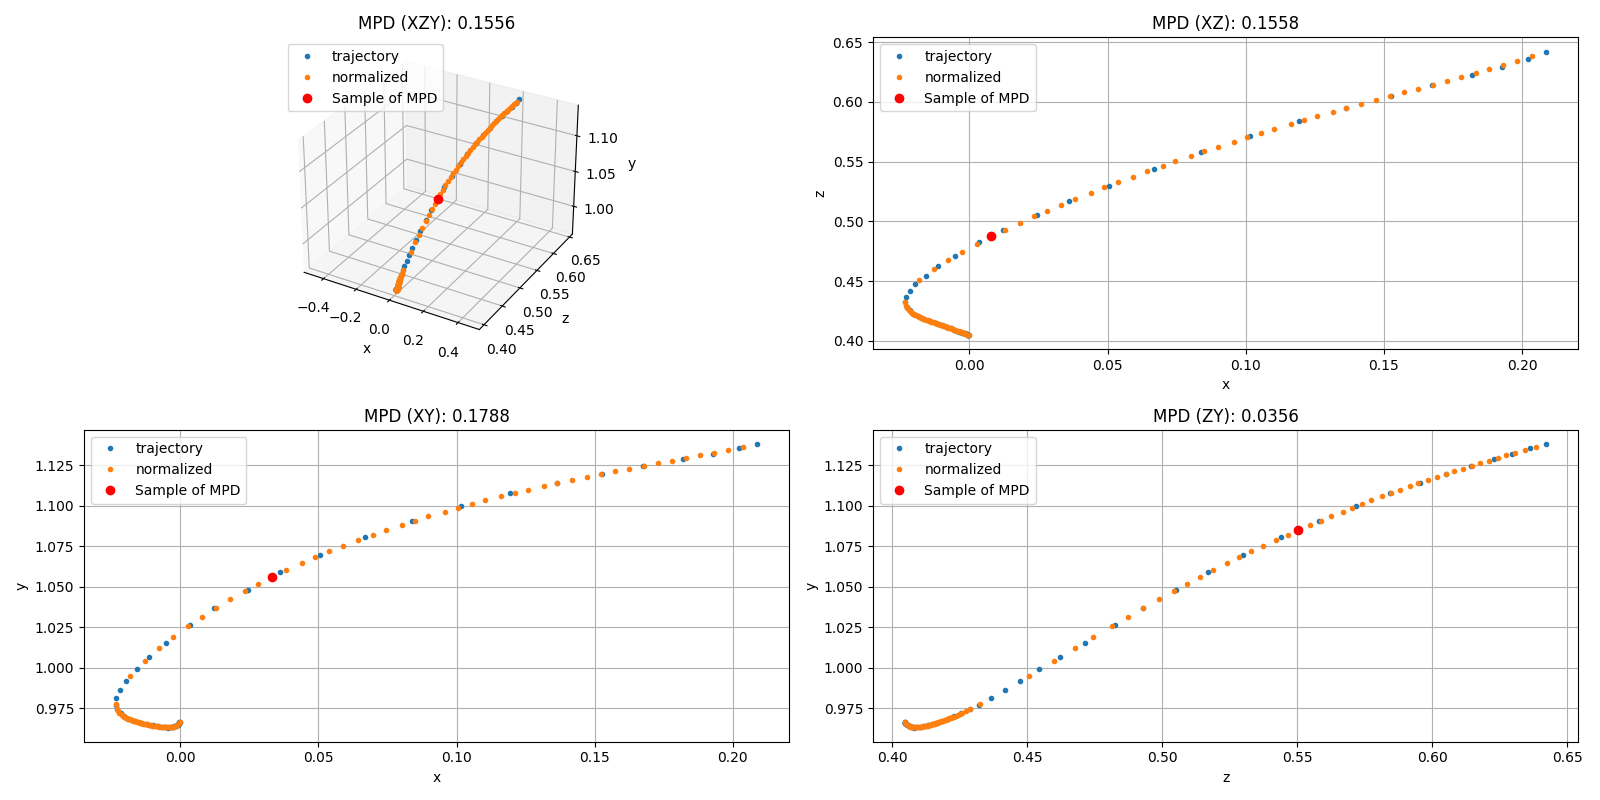 MPD (XZY): 0.1556
trajectory
normalized
Sample of MPD
1.10
1.05
1.00
y
0.65
0.60
0.55
0.50
0.45
0.40
z
−0.4
−0.2
0.0
0.2
0.4
x
MPD (XZ): 0.1558
trajectory
normalized
Sample of MPD
0.65
0.60
0.55
0.50
0.45
0.40
z
0.00 0.05 0.10 0.15 0.20
x
MPD (XY): 0.1788
trajectory
normalized
Sample of MPD
1.125
1.100
1.075
1.050
1.025
1.000
0.975
y
0.00 0.05 0.10 0.15 0.20
x
MPD (ZY): 0.0356
trajectory
normalized
Sample of MPD
1.125
1.100
1.075
1.050
1.025
1.000
0.975
y
0.40 0.45 0.50 0.55 0.60 0.65
z